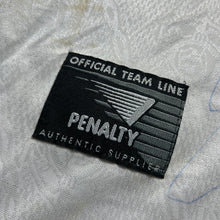 OFFICIAL TEAM LINE
PENALTY
AUTHENTIC SUPPLIER